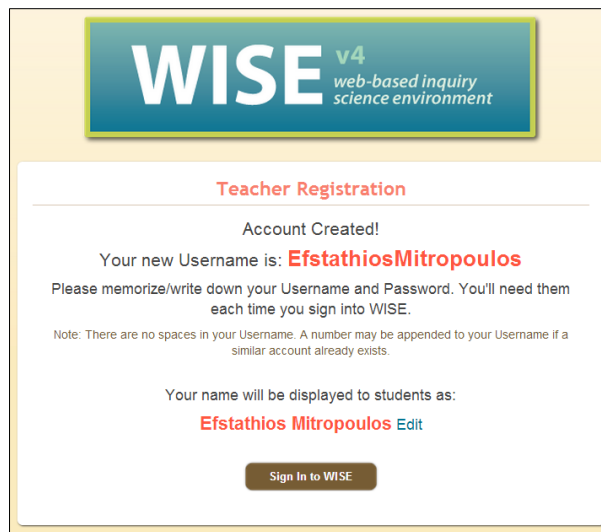 WISE v4
web-based inquiry
science environment
Teacher Registration
Account Created!
Your new Username is: EfstathiosMitropoulos
Please memorize/write down your Username and Password. You'll need them
each time you sign into WISE.
Note: There are no spaces in your Username. A number may be appended to your Username if a
similar account already exists.
Your name will be displayed to students as:
Efstathios Mitropoulos Edit
Sign In to WISE